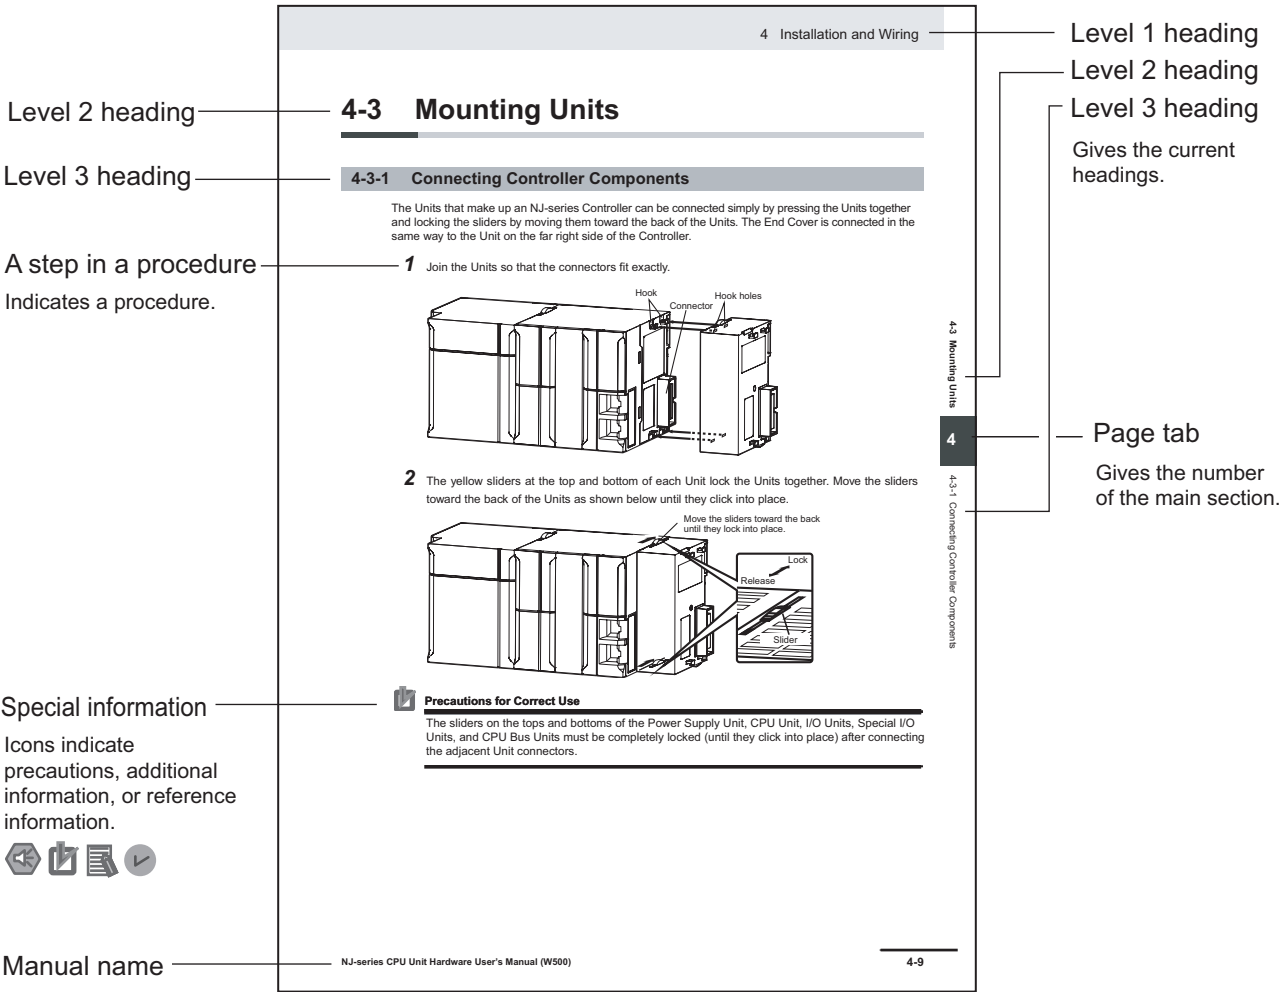 4 Installation and Wiring
Level 1 heading
Level 2 heading
Level 3 heading
Gives the current
headings.
Level 2 heading
4-3 Mounting Units
Level 3 heading
4-3-1 Connecting Controller Components
The Units that make up an NJ-series Controller can be connected simply by pressing the Units together
and locking the sliders by moving them toward the back of the Units. The End Cover is connected in the
same way to the Unit on the far right side of the Controller.
A step in a procedure
Indicates a procedure.
1 Join the Units so that the connectors fit exactly.
Hook
Connector
Hook holes
4-3 Mounting Units
4
Page tab
Gives the number
of the main section.
4-3-1 Connecting Controller Components
2 The yellow sliders at the top and bottom of each Unit lock the Units together. Move the sliders
toward the back of the Units as shown below until they click into place.
Move the sliders toward the back
until they lock into place.
Lock
Release
Slider
Special information
Icons indicate
precautions, additional
information, or reference
information.
Precautions for Correct Use
The sliders on the tops and bottoms of the Power Supply Unit, CPU Unit, I/O Units, Special I/O
Units, and CPU Bus Units must be completely locked (until they click into place) after connecting
the adjacent Unit connectors.
Manual name
NJ-series CPU Unit Hardware User's Manual (W500)
4-9